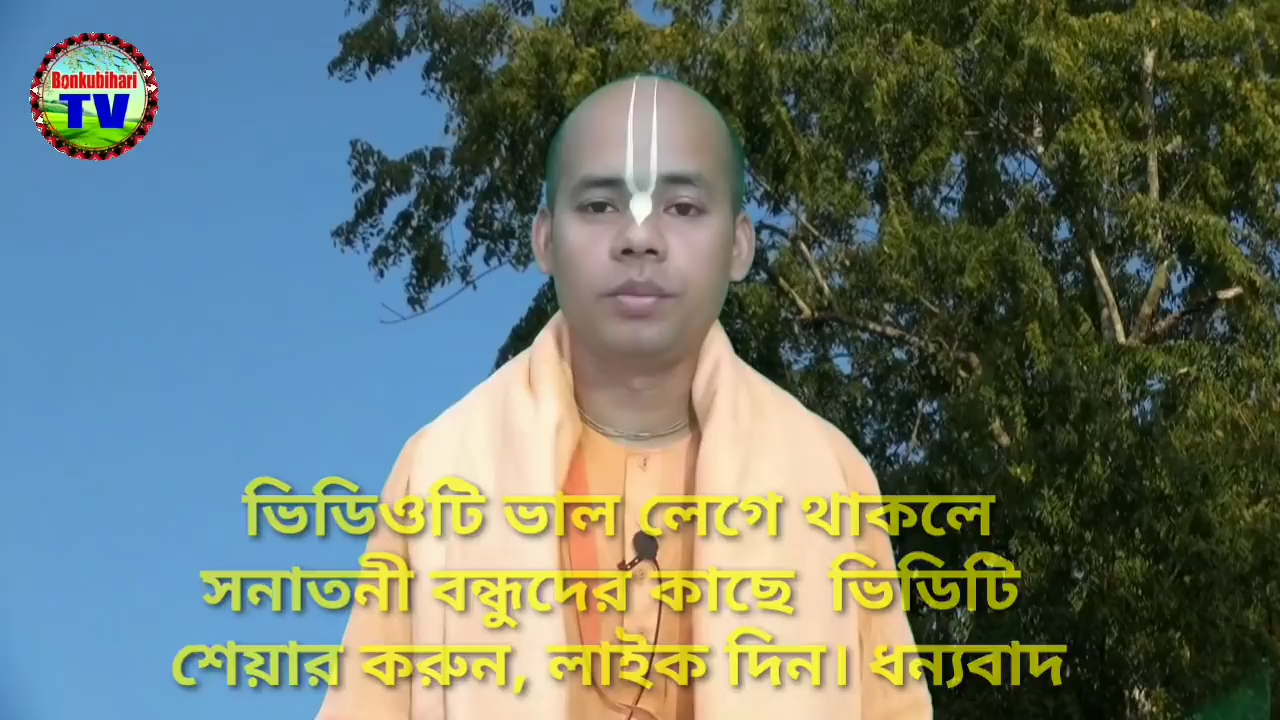 Bonkubihari
TV
ভিডিওটি ভাল লেগে থাকলে
সনাতনী বন্ধুদের কাছে ভিডিটি
শেয়ার করুন, লাইক দিন। ধন্যবাদ